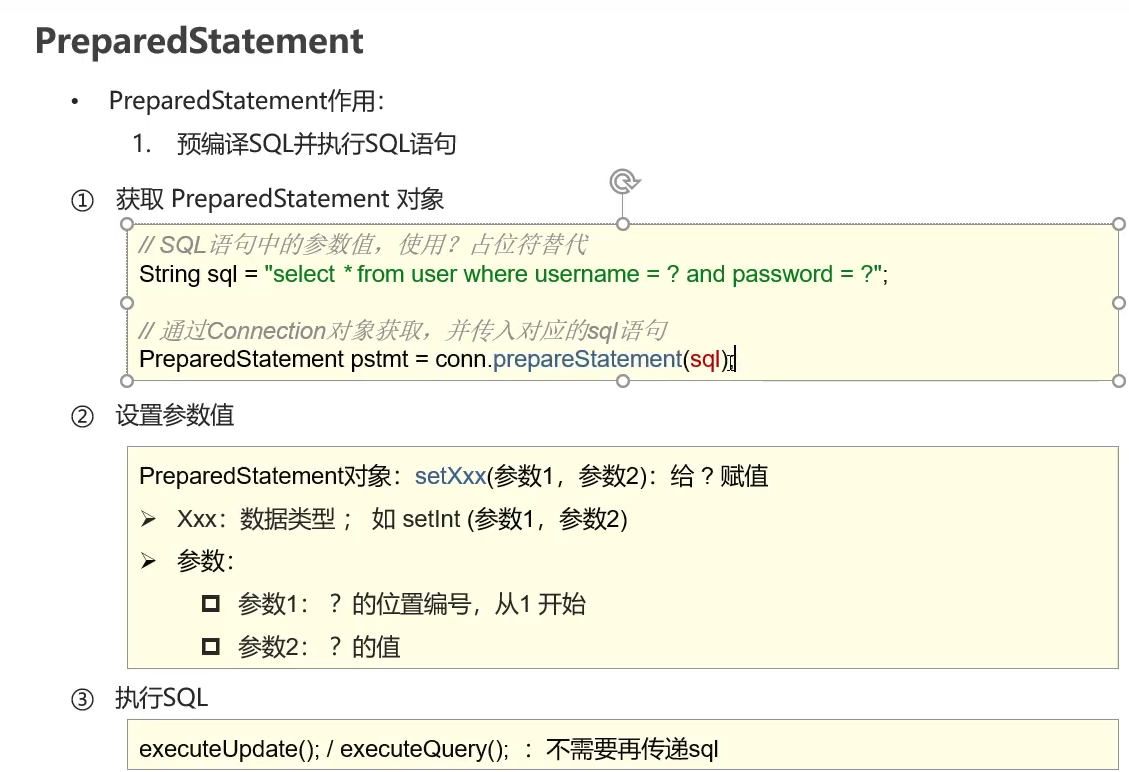 PreparedStatement
• PreparedStatement作用：
1. 预编译SQL并执行SQL语句
① 获取 PreparedStatement 对象
// SQL语句中的参数值，使用？占位符替代
String sql = "select * from user where username = ? and password = ?";
// 通过Connection对象获取，并传入对应的sql语句
PreparedStatement pstmt = conn.prepareStatement(sql);
② 设置参数值
PreparedStatement对象：setXxx(参数1，参数2)：给 ? 赋值
➢ Xxx：数据类型 ； 如 setInt (参数1，参数2)
➢ 参数：
参数1： ？的位置编号，从1 开始
参数2： ？的值
③ 执行SQL
executeUpdate(); / executeQuery(); ：不需要再传递sql